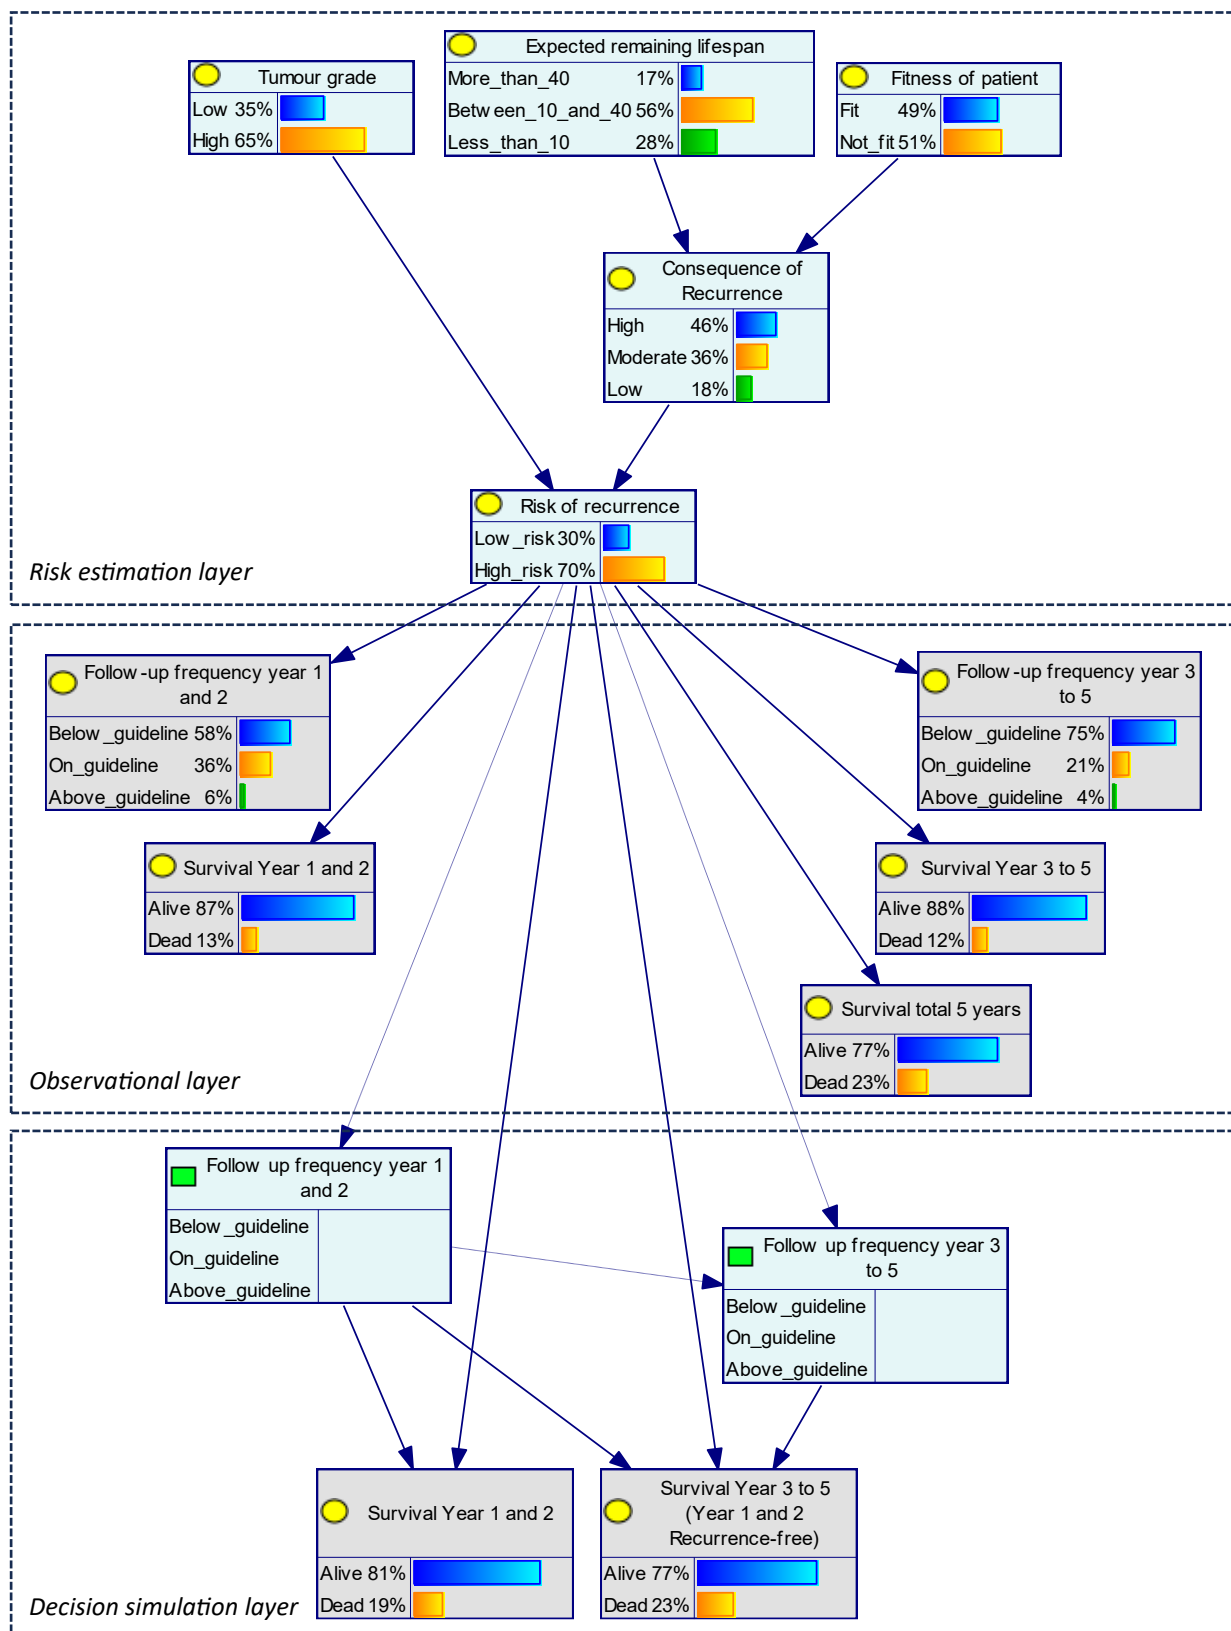 Expected remaining lifespan
More_than_40 17%
Between_10_and_40 56%
Less_than_10 28%
Tumour grade
Low 35%
High 65%
Fitness of patient
Fit 49%
Not_fit 51%
Consequence of
Recurrence
High 46%
Moderate 36%
Low 18%
Risk of recurrence
Low_risk 30%
High_risk 70%
Risk estimation layer
Follow-up frequency year 1
and 2
Below_guideline 58%
On_guideline 36%
Above_guideline 6%
Follow-up frequency year 3
to 5
Below_guideline 75%
On_guideline 21%
Above_guideline 4%
Survival Year 1 and 2
Alive 87%
Dead 13%
Survival Year 3 to 5
Alive 88%
Dead 12%
Survival total 5 years
Alive 77%
Dead 23%
Observational layer
Follow up frequency year 1
and 2
Below_guideline
On_guideline
Above_guideline
Follow up frequency year 3
to 5
Below_guideline
On_guideline
Above_guideline
Survival Year 1 and 2
Alive 81%
Dead 19%
Survival Year 3 to 5
(Year 1 and 2
Recurrence-free)
Alive 77%
Dead 23%
Decision simulation layer